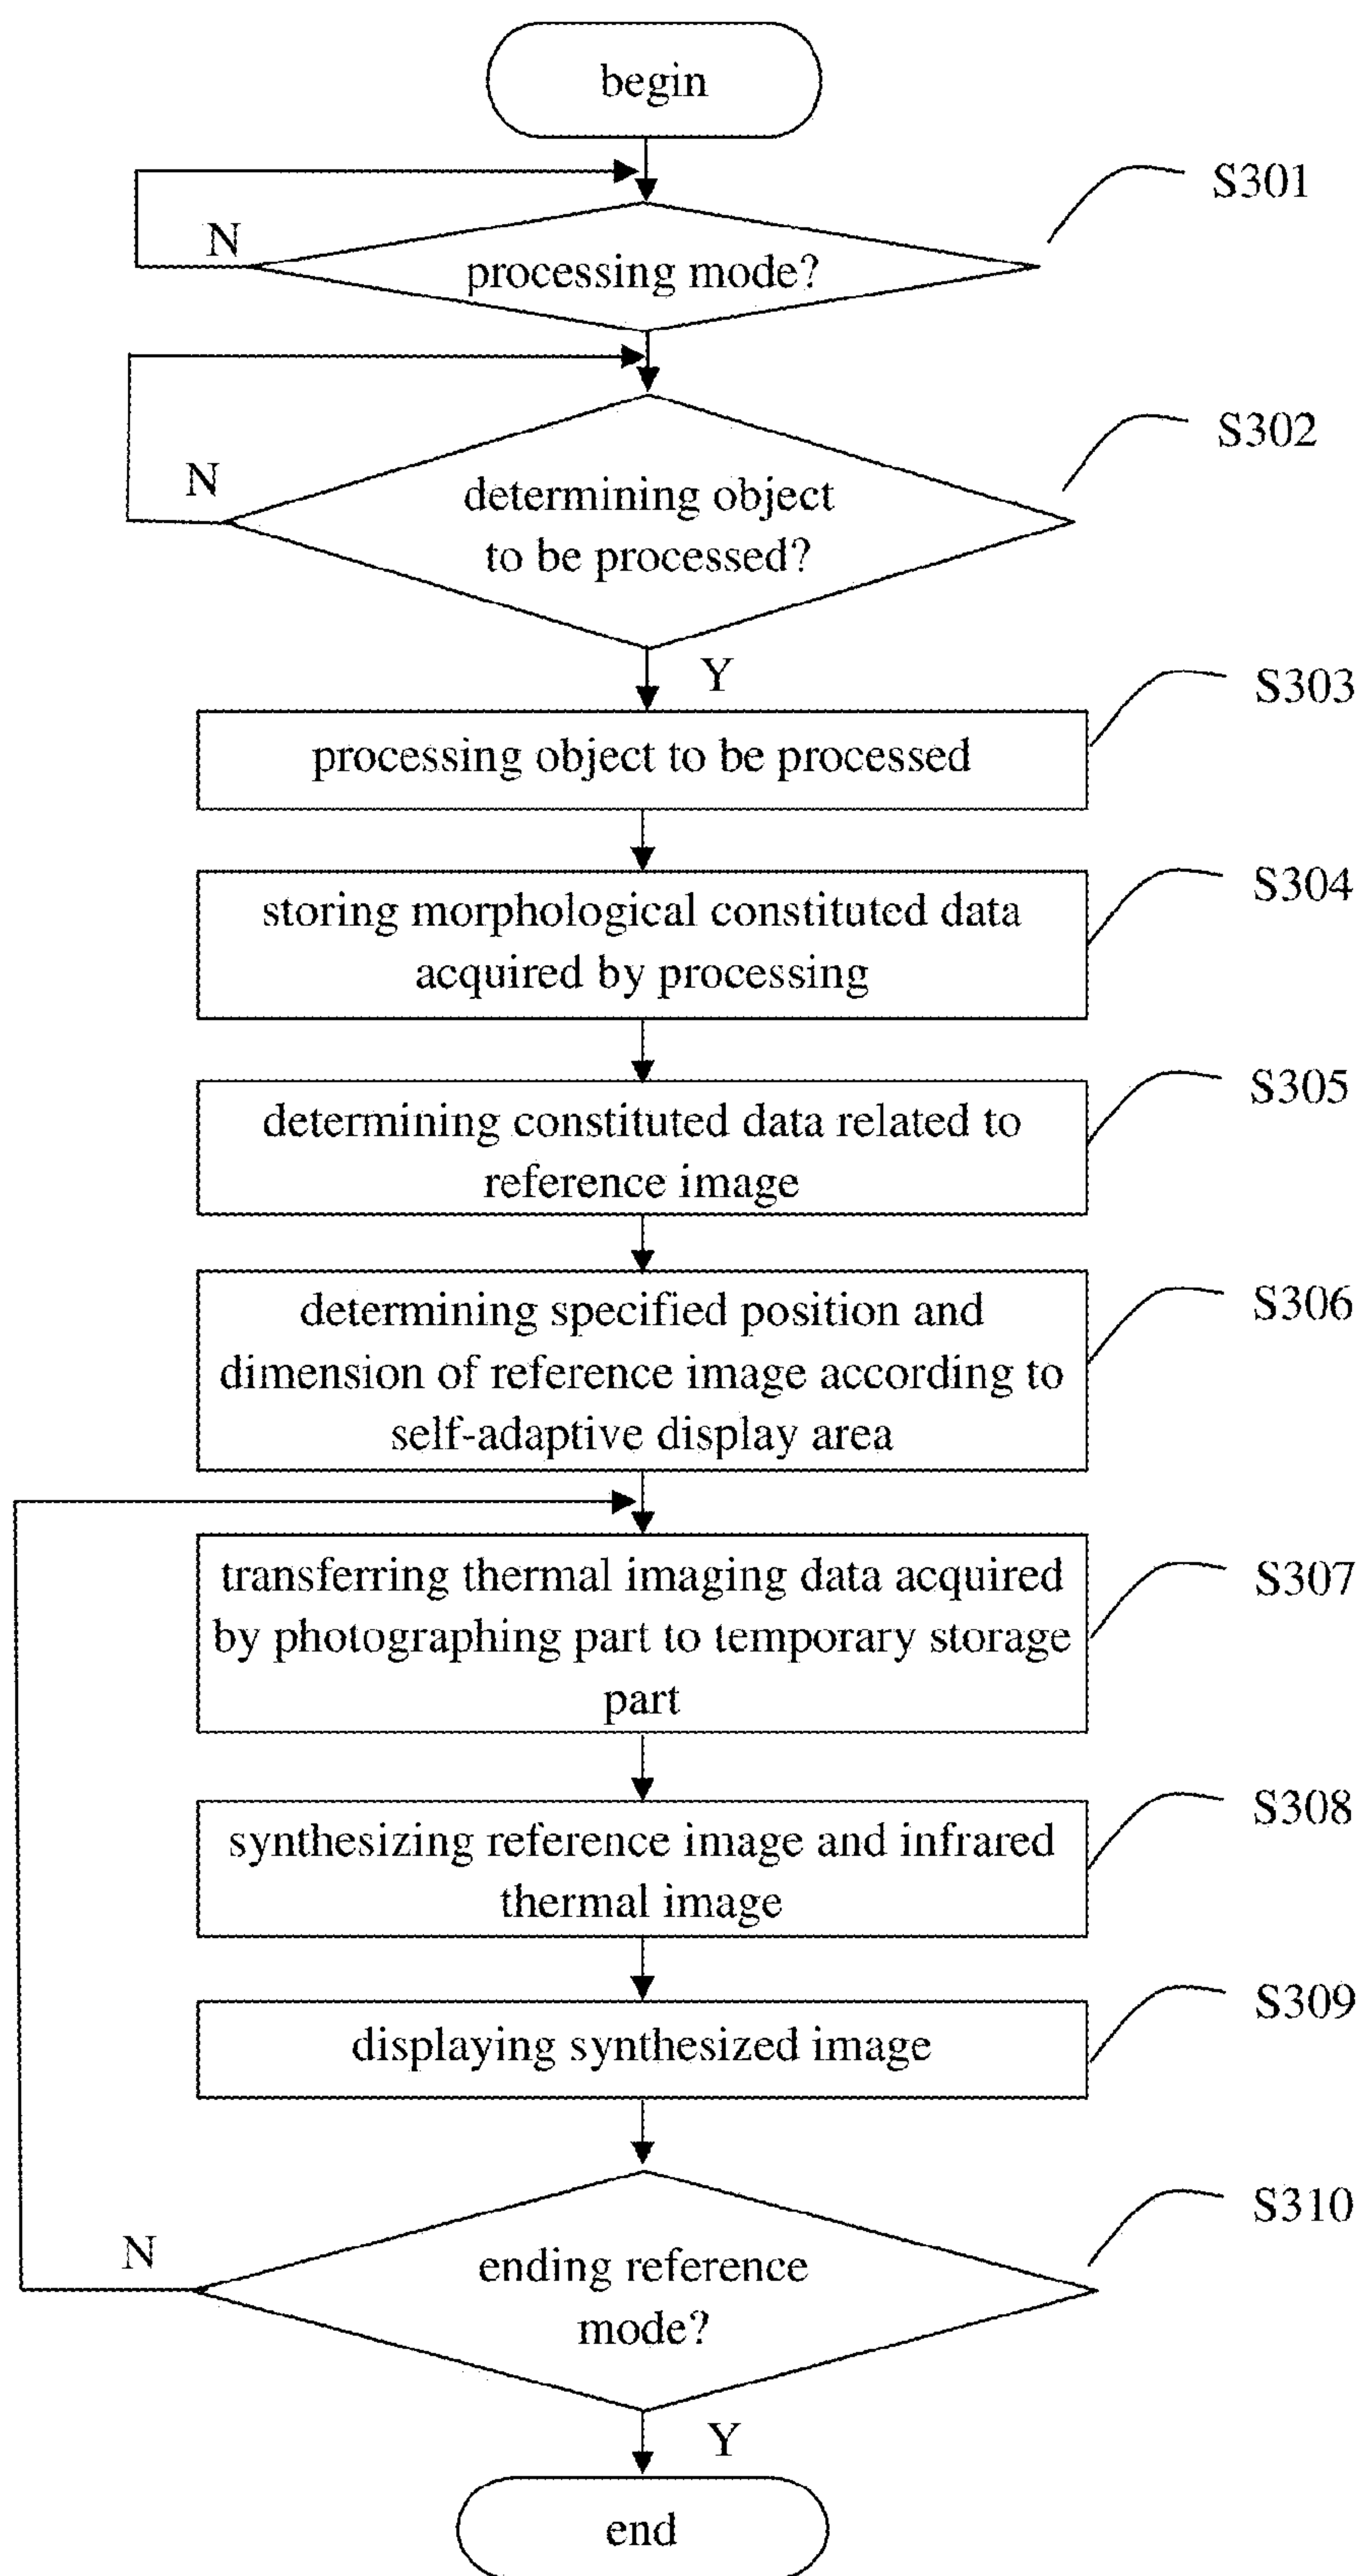 begin
S301
N
processing mode?
S302
N
determining object
to be processed?
Y
S303
processing object to be processed
S304
storing morphological constituted data
acquired by processing
S305
determining constituted data related to
reference image
S306
determining specified position and
dimension of reference image according to
self-adaptive display area
S307
transferring thermal imaging data acquired
by photographing part to temporary storage
part
S308
synthesizing reference image and infrared
thermal image
S309
displaying synthesized image
S310
N
ending reference
mode?
Y
end